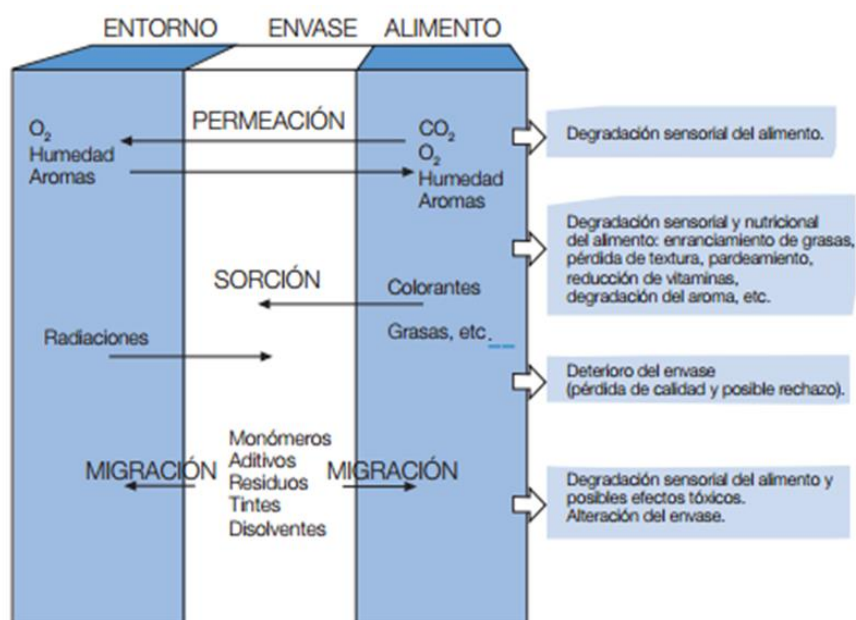 ENTORNO ENVASE ALIMENTO
PERMEACIÓN
O₂
Humedad
Aromas
CO₂
O₂
Humedad
Aromas
Degradación sensorial del alimento.
Degradación sensorial y nutricional
del alimento: enranciamiento de grasas,
pérdida de textura, pardeamiento,
reducción de vitaminas,
degradación del aroma, etc.
SORCIÓN
Colorantes
Grasas, etc.
Radiaciones
Deterioro del envase
(pérdida de calidad y posible rechazo).
Monómeros
Aditivos
Residuos
Tintes
Disolventes
MIGRACIÓN
MIGRACIÓN
Degradación sensorial del alimento y
posibles efectos tóxicos.
Alteración del envase.